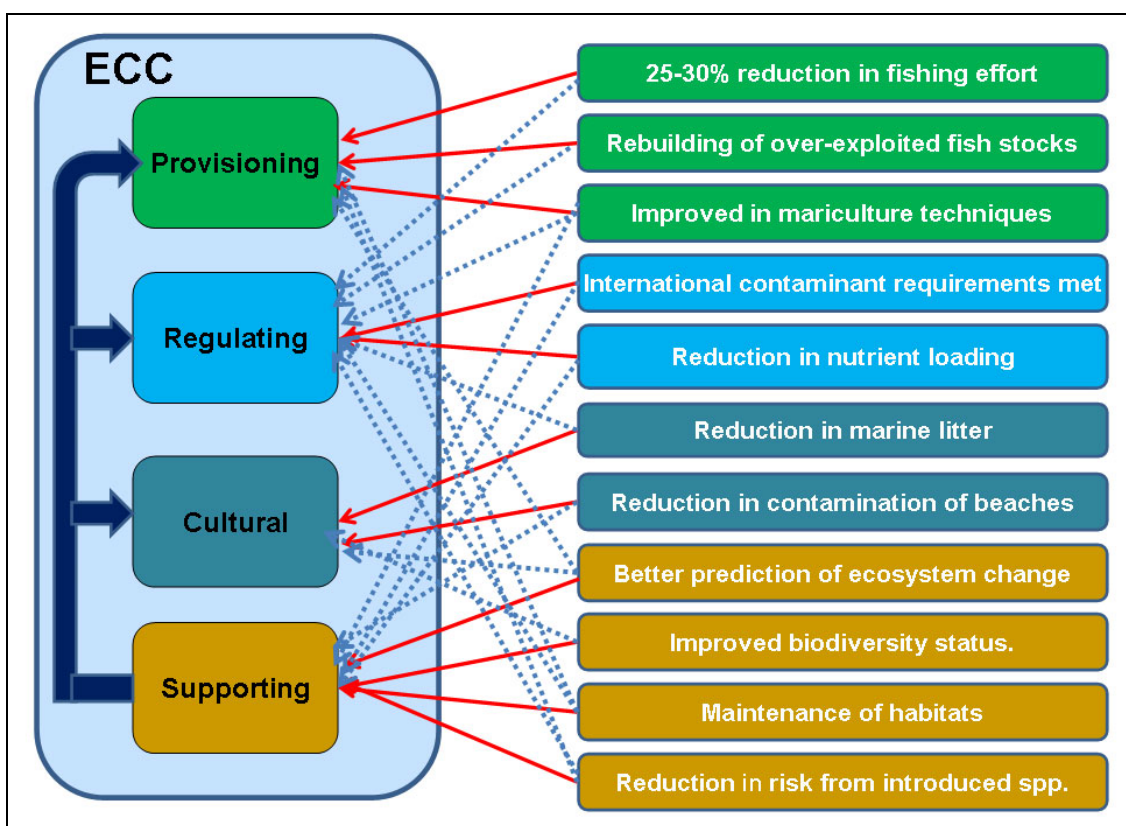 ECC
Provisioning
Regulating
Cultural
Supporting
25-30% reduction in fishing effort
Rebuilding of over-exploited fish stocks
Improved in mariculture techniques
International contaminant requirements met
Reduction in nutrient loading
Reduction in marine litter
Reduction in contamination of beaches
Better prediction of ecosystem change
Improved biodiversity status.
Maintenance of habitats
Reduction in risk from introduced spp.